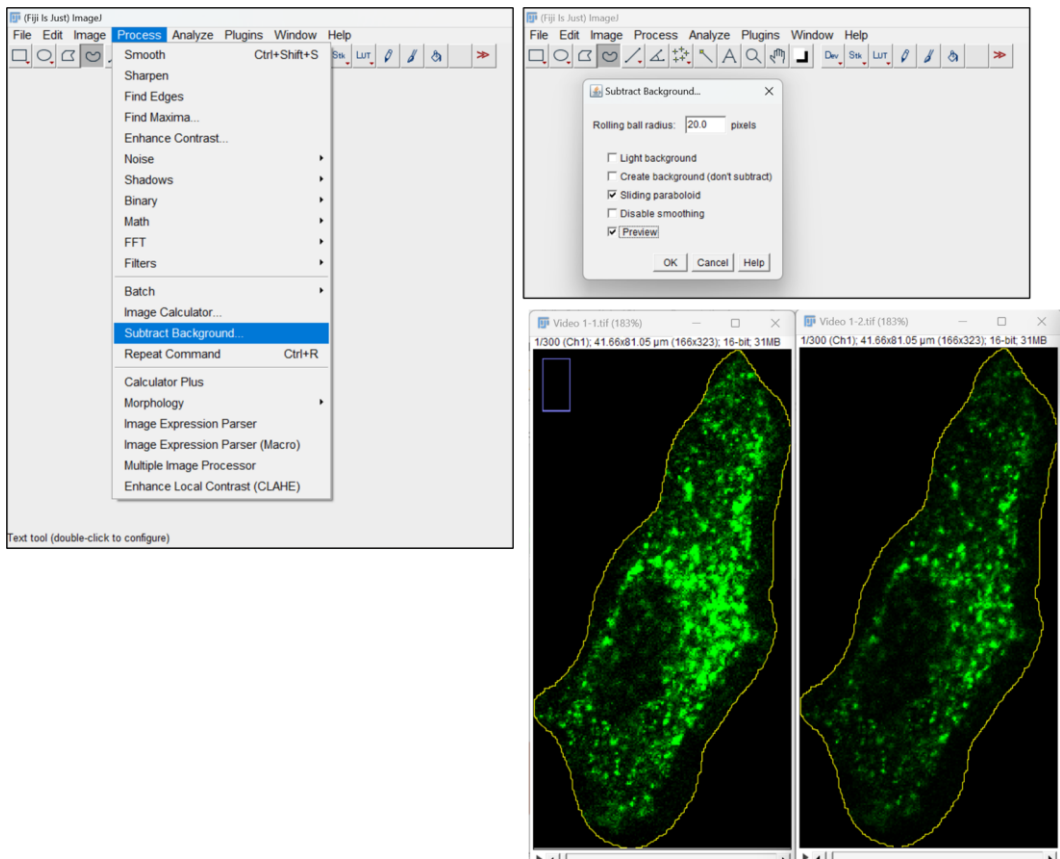 (Fiji Is Just) ImageJ
File Edit Image Process Analyze Plugins Window Help
Stk LUT
Smooth Ctrl+Shift+S
Sharpen
Find Edges
Find Maxima...
Enhance Contrast...
Noise
Shadows
Binary
Math
FFT
Filters
Batch
Image Calculator...
Subtract Background...
Repeat Command Ctrl+R
Calculator Plus
Morphology
Image Expression Parser
Image Expression Parser (Macro)
Multiple Image Processor
Enhance Local Contrast (CLAHE)
Text tool (double-click to configure)
(Fiji Is Just) ImageJ
File Edit Image Process Analyze Plugins Window Help
A Dev Stk LUT
Subtract Background...
Rolling ball radius: 20.0 pixels
Light background
Create background (don't subtract)
Sliding paraboloid
Disable smoothing
Preview
OK Cancel Help
Video 1-1.tif (183%)
1/300 (Ch1); 41.66x81.05 µm (166x323); 16-bit; 31MB
Video 1-2.tif (183%)
1/300 (Ch1); 41.66x81.05 µm (166x323); 16-bit; 31MB